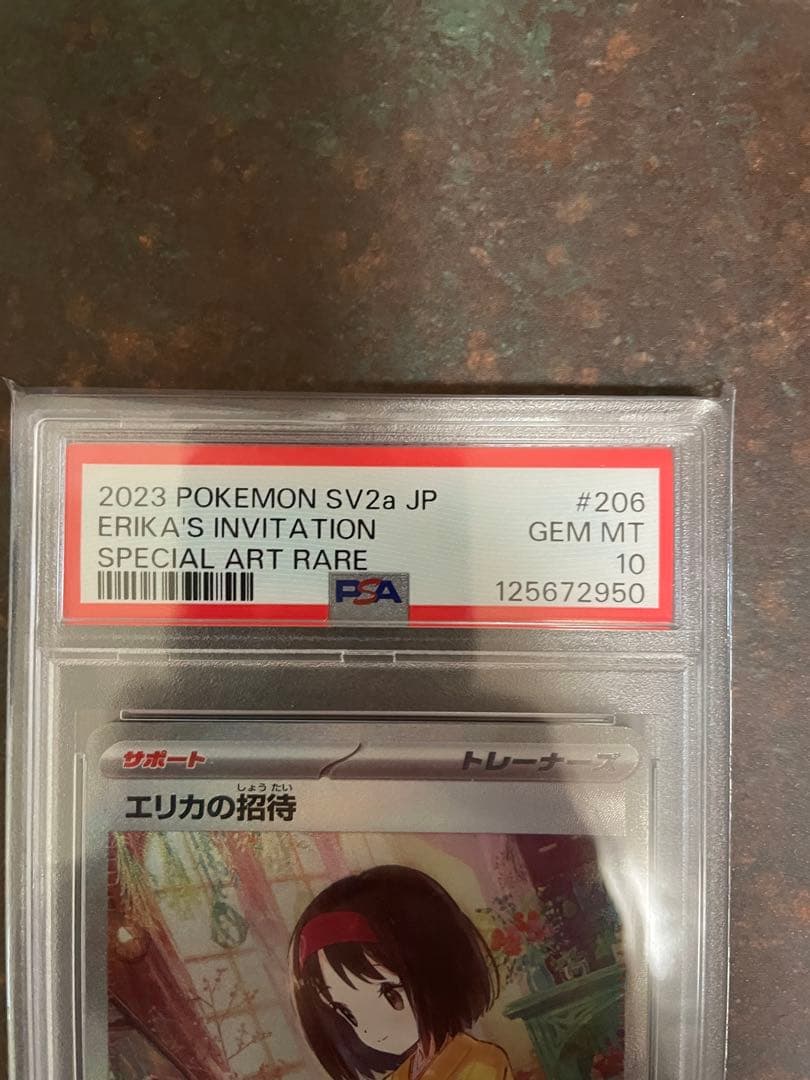 2023 POKEMON SV2a JP #206
ERIKA'S INVITATION GEM MT
SPECIAL ART RARE 10
PSA 125672950
サポート トレーナーズ
しょう たい
エリカの招待